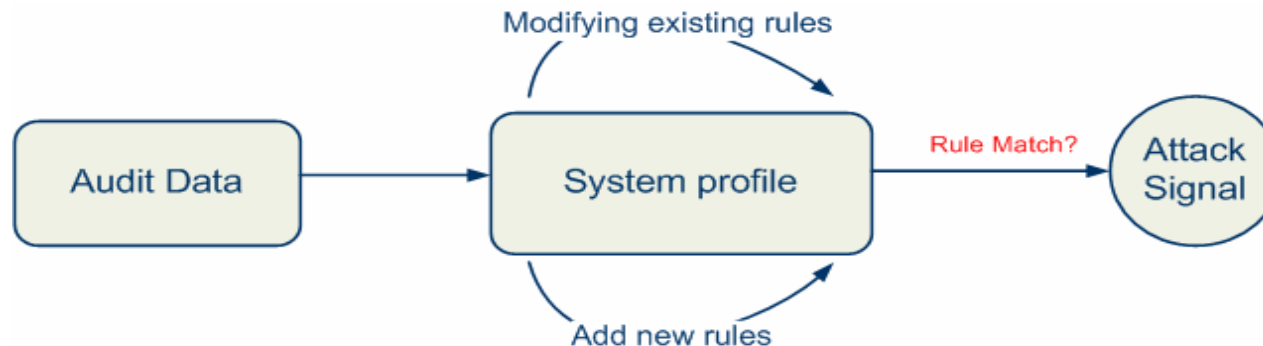 Modifying existing rules
Audit Data
System profile
Rule Match?
Attack
Signal
Add new rules